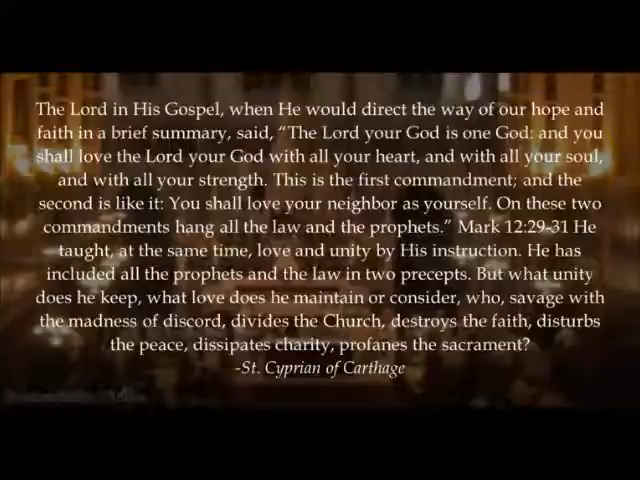 The Lord in His Gospel, when He would direct the way of our hope and
faith in a brief summary, said, “The Lord your God is one God: and you
shall love the Lord your God with all your heart, and with all your soul,
and with all your strength. This is the first commandment; and the
second is like it: You shall love your neighbor as yourself. On these two
commandments hang all the law and the prophets.” Mark 12:29-31 He
taught, at the same time, love and unity by His instruction. He has
included all the prophets and the law in two precepts. But what unity
does he keep, what love does he maintain or consider, who, savage with
the madness of discord, divides the Church, destroys the faith, disturbs
the peace, dissipates charity, profanes the sacrament?
-St. Cyprian of Carthage